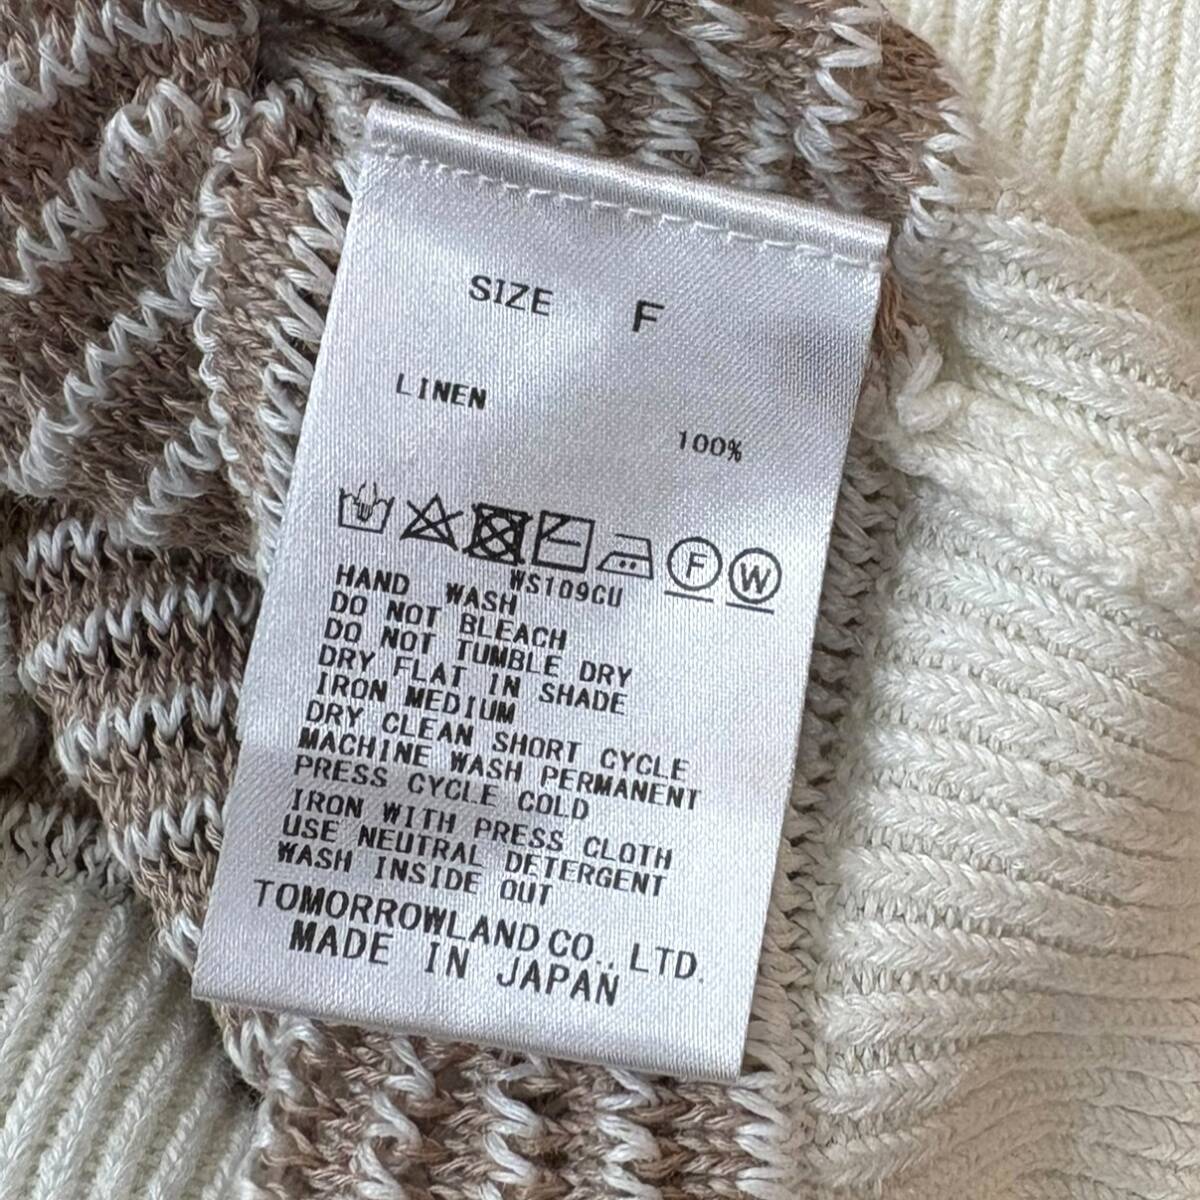 SIZE F
LINEN
100%
F W
WS109CU
HAND WASH
DO NOT BLEACH
DO NOT TUMBLE DRY
DRY FLAT IN SHADE
IRON MEDIUM
DRY CLEAN SHORT CYCLE
MACHINE WASH PERMANENT
PRESS CYCLE COLD
IRON WITH PRESS CLOTH
USE NEUTRAL DETERGENT
WASH INSIDE OUT
TOMORROWLAND CO., LTD.
MADE IN JAPAN